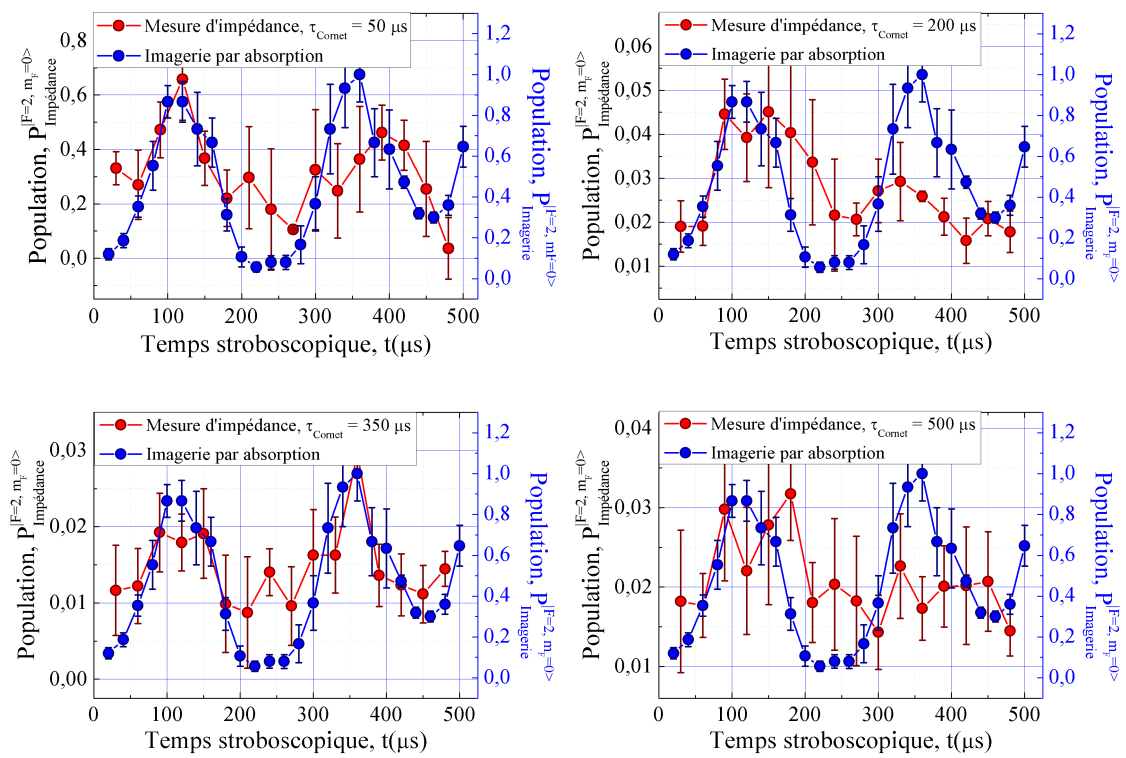 Mesure d'impédance, τCornet = 50 μs
Imagerie par absorption
Population, P|F=2, mF=0> Impédance
0,8
0,6
0,4
0,2
0,0
Population, P|F=2, mF=0> Imagerie
1,2
1,0
0,8
0,6
0,4
0,2
0,0
0 100 200 300 400 500
Temps stroboscopique, t(μs)
Mesure d'impédance, τCornet = 200 μs
Imagerie par absorption
Population, P|F=2, mF=0> Impédance
0,06
0,05
0,04
0,03
0,02
0,01
Population, P|F=2, mF=0> Imagerie
1,2
1,0
0,8
0,6
0,4
0,2
0,0
0 100 200 300 400 500
Temps stroboscopique, t(μs)
Mesure d'impédance, τCornet = 350 μs
Imagerie par absorption
Population, P|F=2, mF=0> Impédance
0,03
0,02
0,01
0,00
Population, P|F=2, mF=0> Imagerie
1,2
1,0
0,8
0,6
0,4
0,2
0,0
0 100 200 300 400 500
Temps stroboscopique, t(μs)
Mesure d'impédance, τCornet = 500 μs
Imagerie par absorption
Population, P|F=2, mF=0> Impédance
0,04
0,03
0,02
0,01
Population, P|F=2, mF=0> Imagerie
1,2
1,0
0,8
0,6
0,4
0,2
0,0
0 100 200 300 400 500
Temps stroboscopique, t(μs)